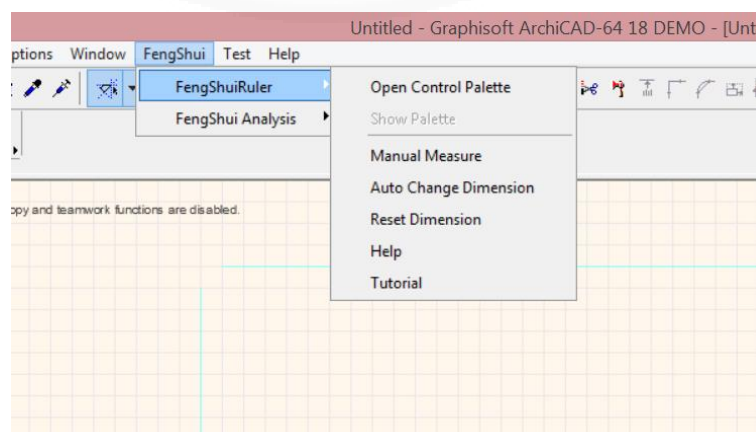 Untitled - Graphisoft ArchiCAD-64 18 DEMO - [Unt
ptions Window FengShui Test Help
FengShuiRuler
FengShui Analysis
Open Control Palette
Show Palette
Manual Measure
Auto Change Dimension
Reset Dimension
Help
Tutorial
opy and teamwork functions are disabled.